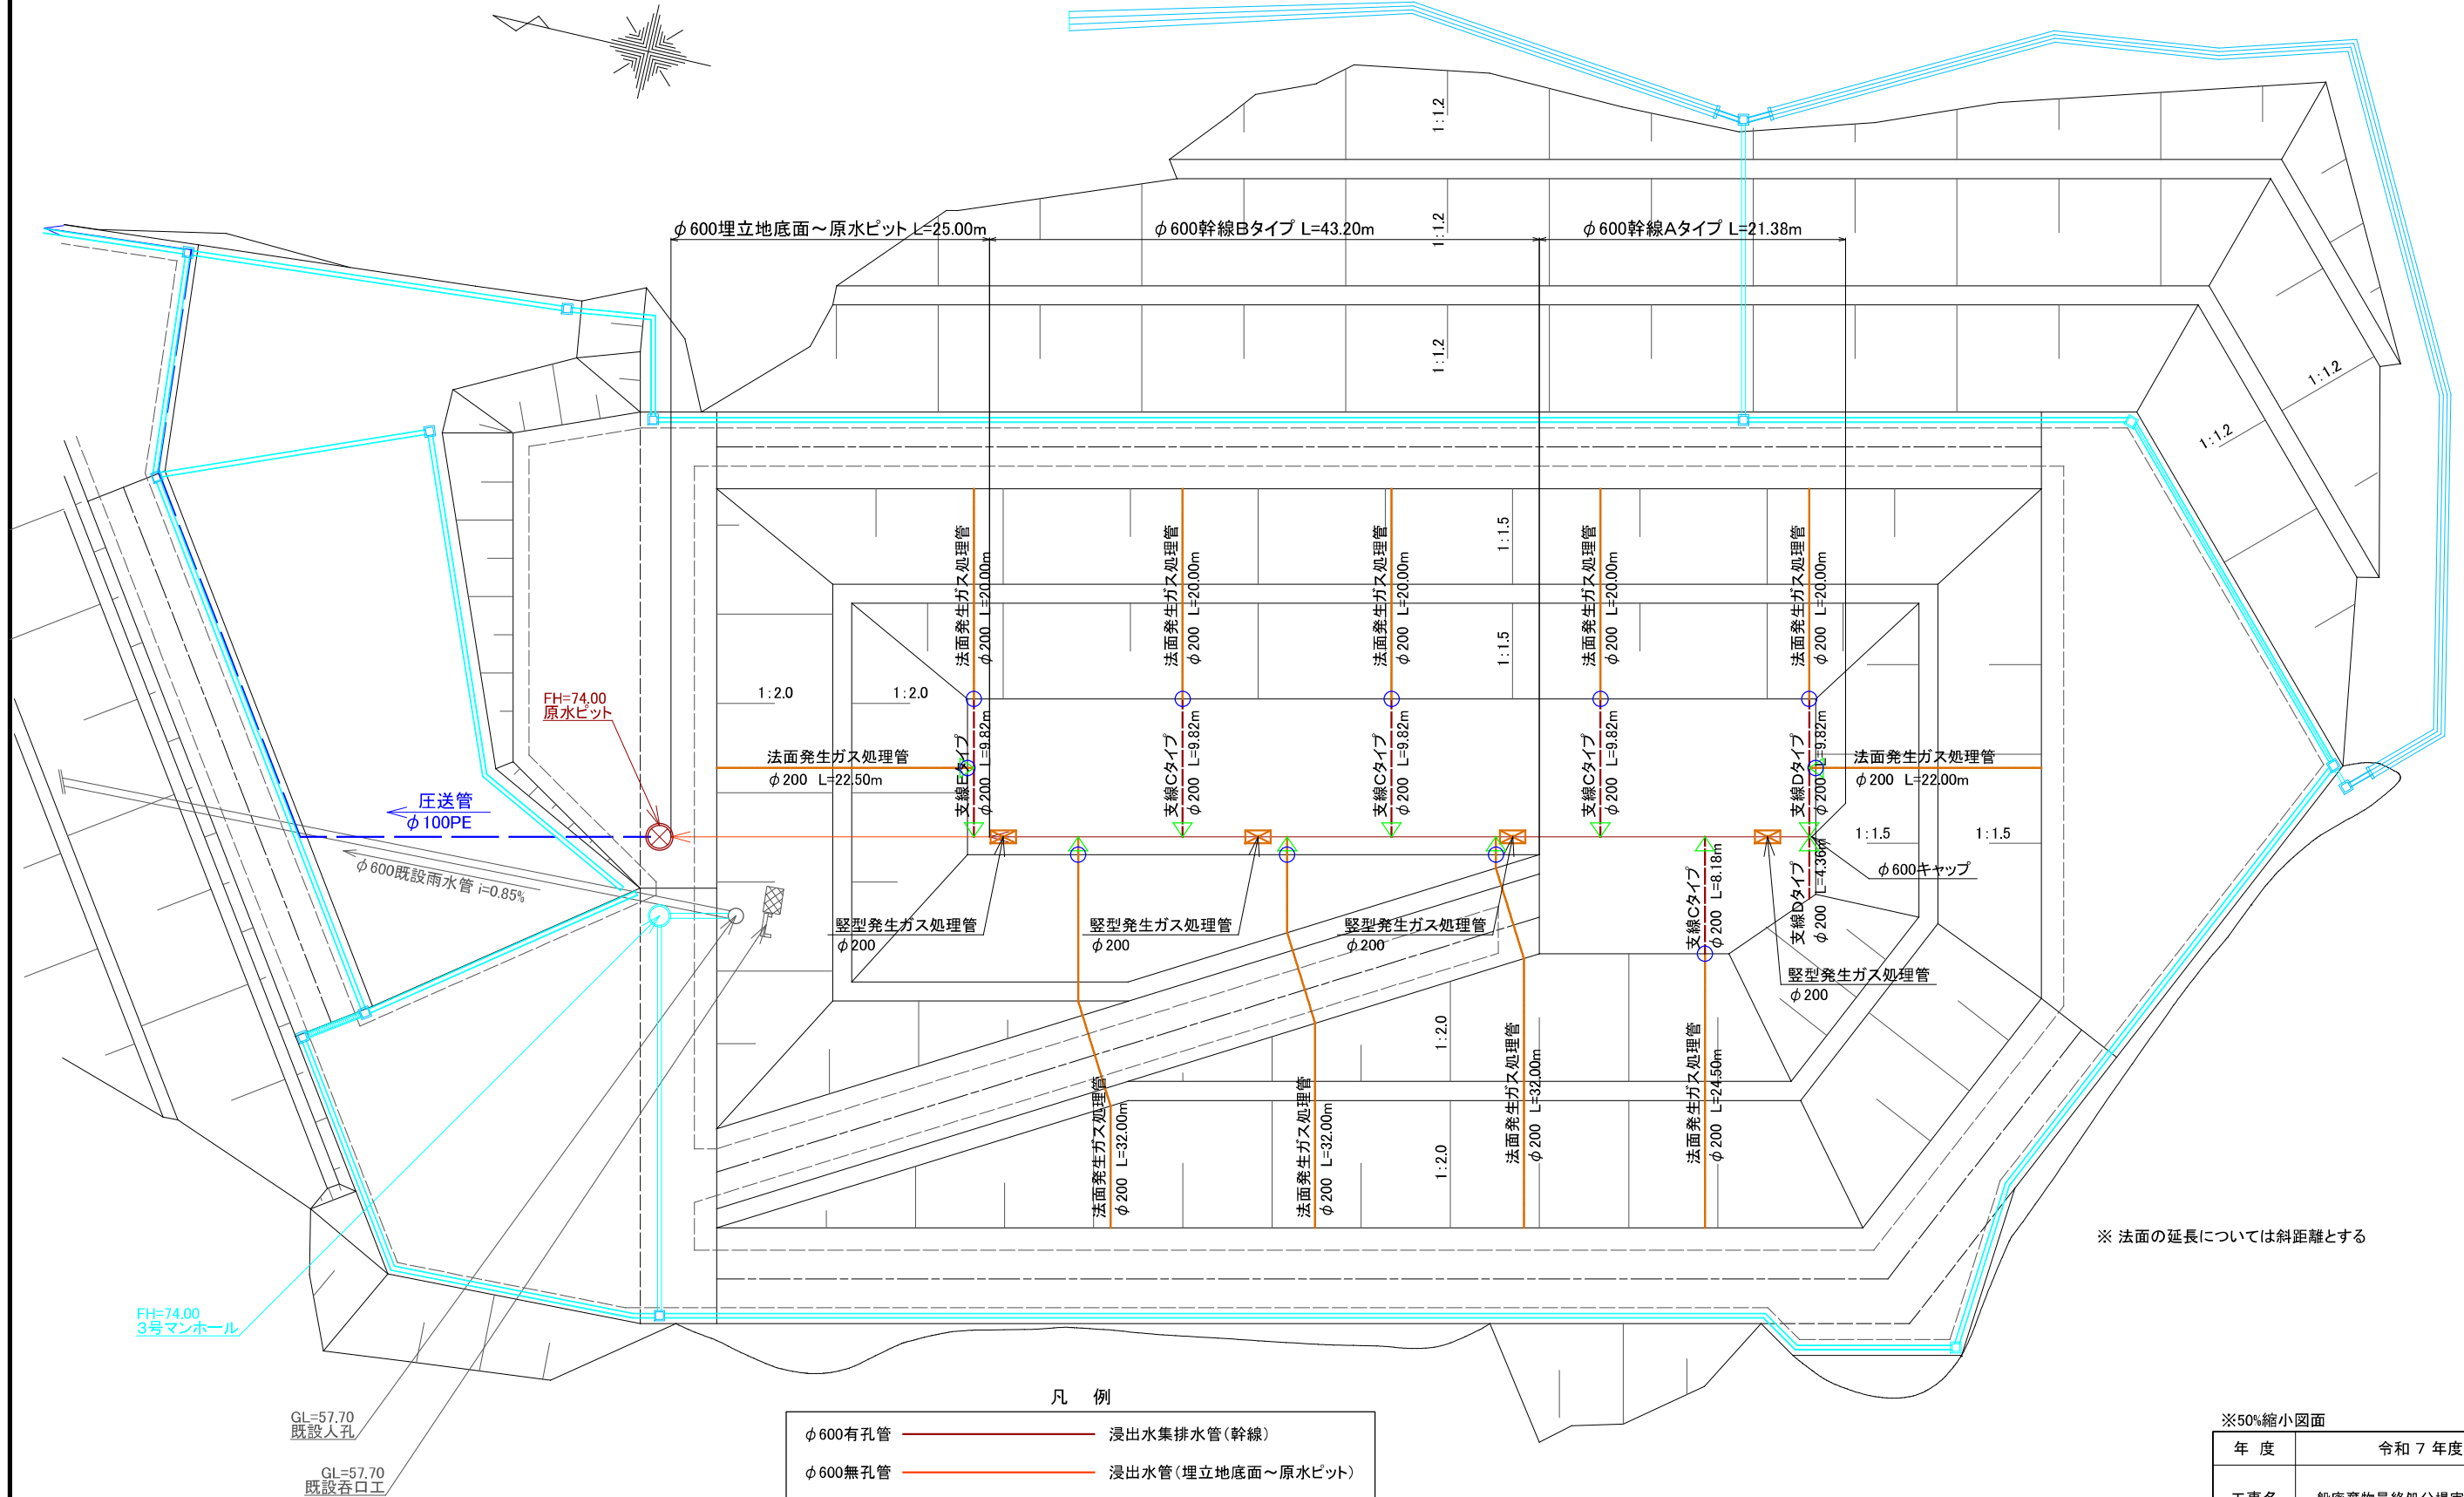 1:1.2
1:1.2
1:1.2
1:1.2
1:1.2
φ600埋立地底面～原水ピット L=25.00m
φ600幹線Bタイプ L=43.20m
φ600幹線Aタイプ L=21.38m
法面発生ガス処理管
φ200 L=20.00m
法面発生ガス処理管
φ200 L=20.00m
法面発生ガス処理管
φ200 L=20.00m
法面発生ガス処理管
φ200 L=20.00m
法面発生ガス処理管
φ200 L=20.00m
1:1.5
1:1.5
1:2.0
1:2.0
FH=74.00
原水ピット
法面発生ガス処理管
φ200 L=22.50m
支線Eタイプ
φ200 L=9.82m
支線Cタイプ
φ200 L=9.82m
支線Cタイプ
φ200 L=9.82m
支線Cタイプ
φ200 L=9.82m
支線Dタイプ
φ200 L=9.82m
法面発生ガス処理管
φ200 L=22.00m
圧送管
φ100PE
φ600既設雨水管 i=0.85%
1:1.5
1:1.5
φ600キャップ
竪型発生ガス処理管
φ200
竪型発生ガス処理管
φ200
竪型発生ガス処理管
φ200
支線Cタイプ
φ200 L=8.18m
支線Dタイプ
φ200 L=4.36m
竪型発生ガス処理管
φ200
1:2.0
1:2.0
法面発生ガス処理管
φ200 L=32.00m
法面発生ガス処理管
φ200 L=32.00m
法面発生ガス処理管
φ200 L=32.00m
法面発生ガス処理管
φ200 L=24.50m
※ 法面の延長については斜距離とする
FH=74.00
3号マンホール
GL=57.70
既設人孔
GL=57.70
既設呑口工
凡 例
φ600有孔管 浸出水集排水管(幹線)
φ600無孔管 浸出水管(埋立地底面～原水ピット)
※50%縮小図面
年 度 令和 7 年度